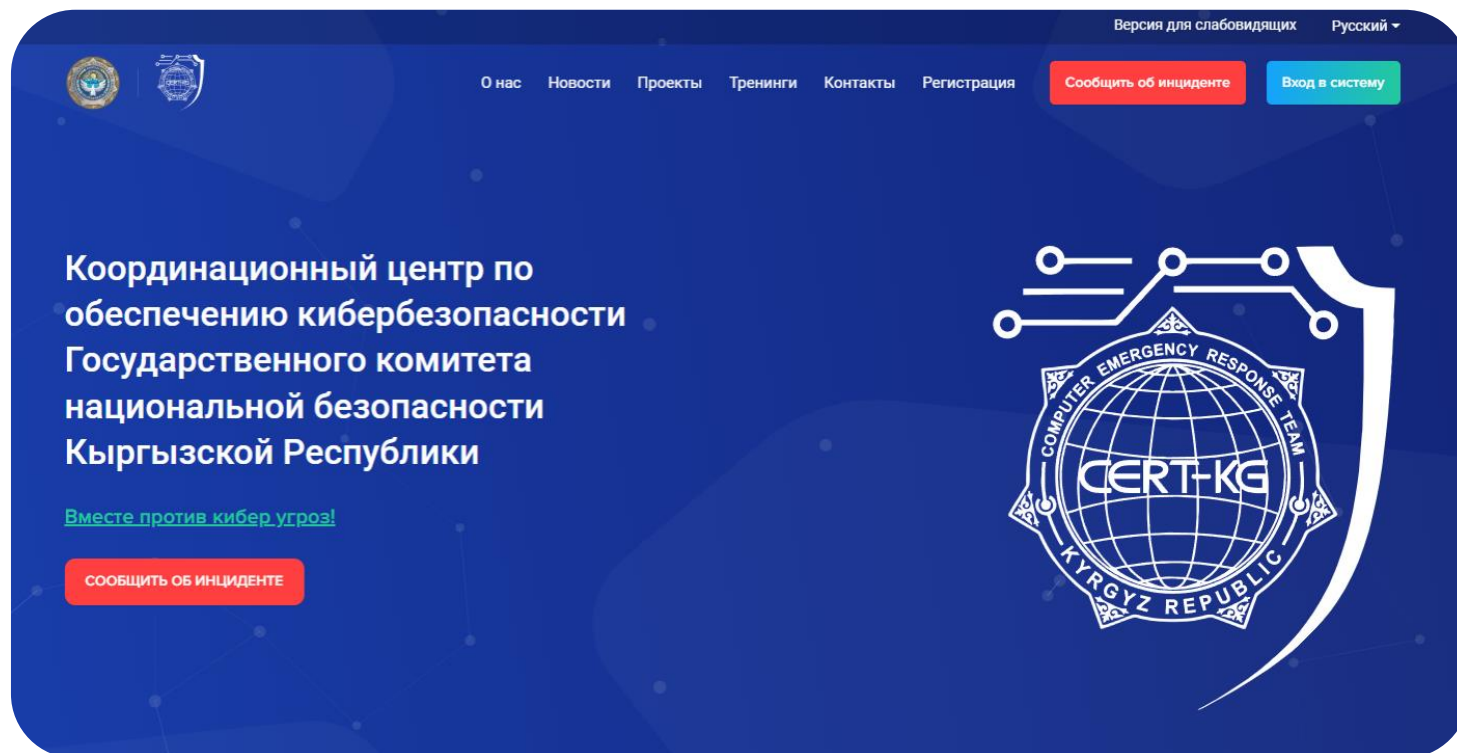 Версия для слабовидящих Русский
О нас Новости Проекты Тренинги Контакты Регистрация Сообщить об инциденте Вход в систему
Координационный центр по
обеспечению кибербезопасности
Государственного комитета
национальной безопасности
Кыргызской Республики
Вместе против кибер угроз!
СООБЩИТЬ ОБ ИНЦИДЕНТЕ
COMPUTER EMERGENCY RESPONSE TEAM
CERT-KG
KYRGYZ REPUBLIC